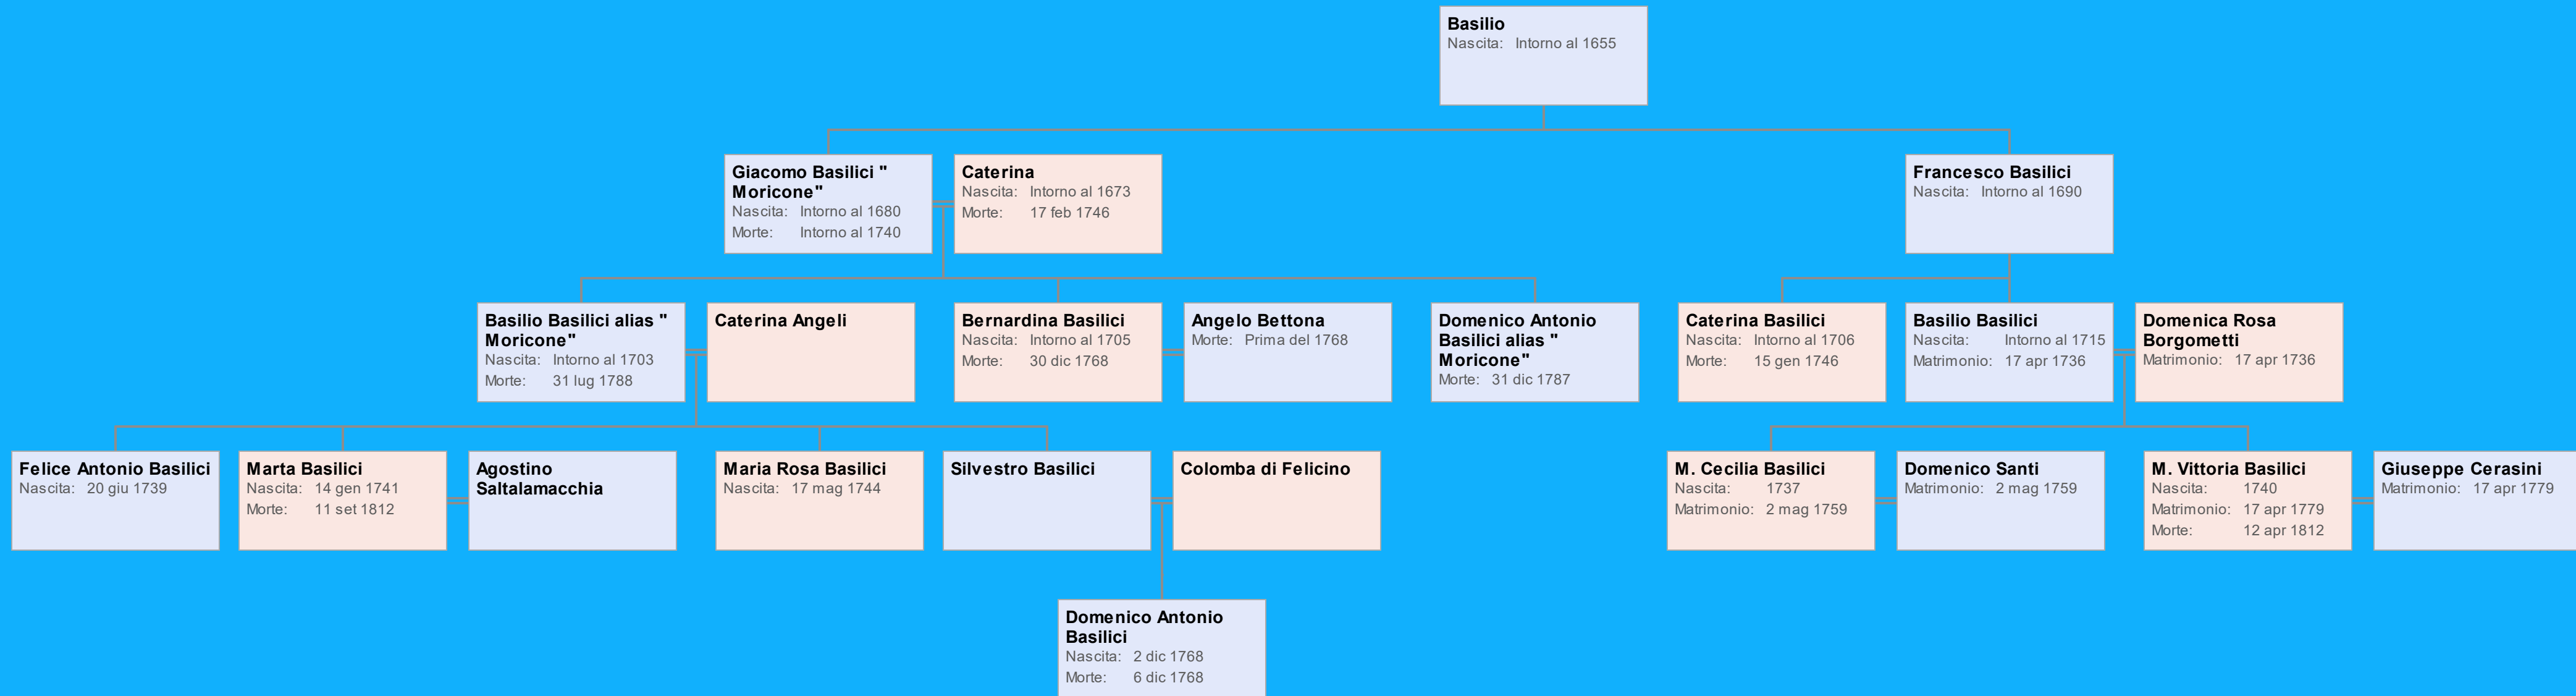 Basilio
Nascita: Intorno al 1655
Giacomo Basilici "
Moricone"
Nascita: Intorno al 1680
Morte: Intorno al 1740
Caterina
Nascita: Intorno al 1673
Morte: 17 feb 1746
Francesco Basilici
Nascita: Intorno al 1690
Basilio Basilici alias "
Moricone"
Nascita: Intorno al 1703
Morte: 31 lug 1788
Caterina Angeli
Bernardina Basilici
Nascita: Intorno al 1705
Morte: 30 dic 1768
Angelo Bettona
Morte: Prima del 1768
Domenico Antonio
Basilici alias "
Moricone"
Morte: 31 dic 1787
Caterina Basilici
Nascita: Intorno al 1706
Morte: 15 gen 1746
Basilio Basilici
Nascita: Intorno al 1715
Matrimonio: 17 apr 1736
Domenica Rosa
Borgometti
Matrimonio: 17 apr 1736
Felice Antonio Basilici
Nascita: 20 giu 1739
Marta Basilici
Nascita: 14 gen 1741
Morte: 11 set 1812
Agostino
Saltalamacchia
Maria Rosa Basilici
Nascita: 17 mag 1744
Silvestro Basilici
Colomba di Felicino
M. Cecilia Basilici
Nascita: 1737
Matrimonio: 2 mag 1759
Domenico Santi
Matrimonio: 2 mag 1759
M. Vittoria Basilici
Nascita: 1740
Matrimonio: 17 apr 1779
Morte: 12 apr 1812
Giuseppe Cerasini
Matrimonio: 17 apr 1779
Domenico Antonio
Basilici
Nascita: 2 dic 1768
Morte: 6 dic 1768